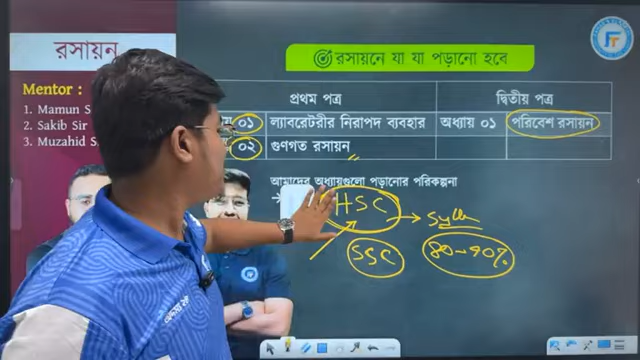 রসায়ন
রসায়নে যা যা পড়ানো হবে
Mentor :
1. Mamun S
2. Sakib Sir
3. Muzahid S
প্রথম পত্র
দ্বিতীয় পত্র
০১ ল্যাবরেটরীর নিরাপদ ব্যবহার অধ্যায় ০১ পরিবেশ রসায়ন
০২ গুণগত রসায়ন
আমাদের অধ্যায়গুলো পড়ানোর পরিকল্পনা
HSC
SSC
80-90%